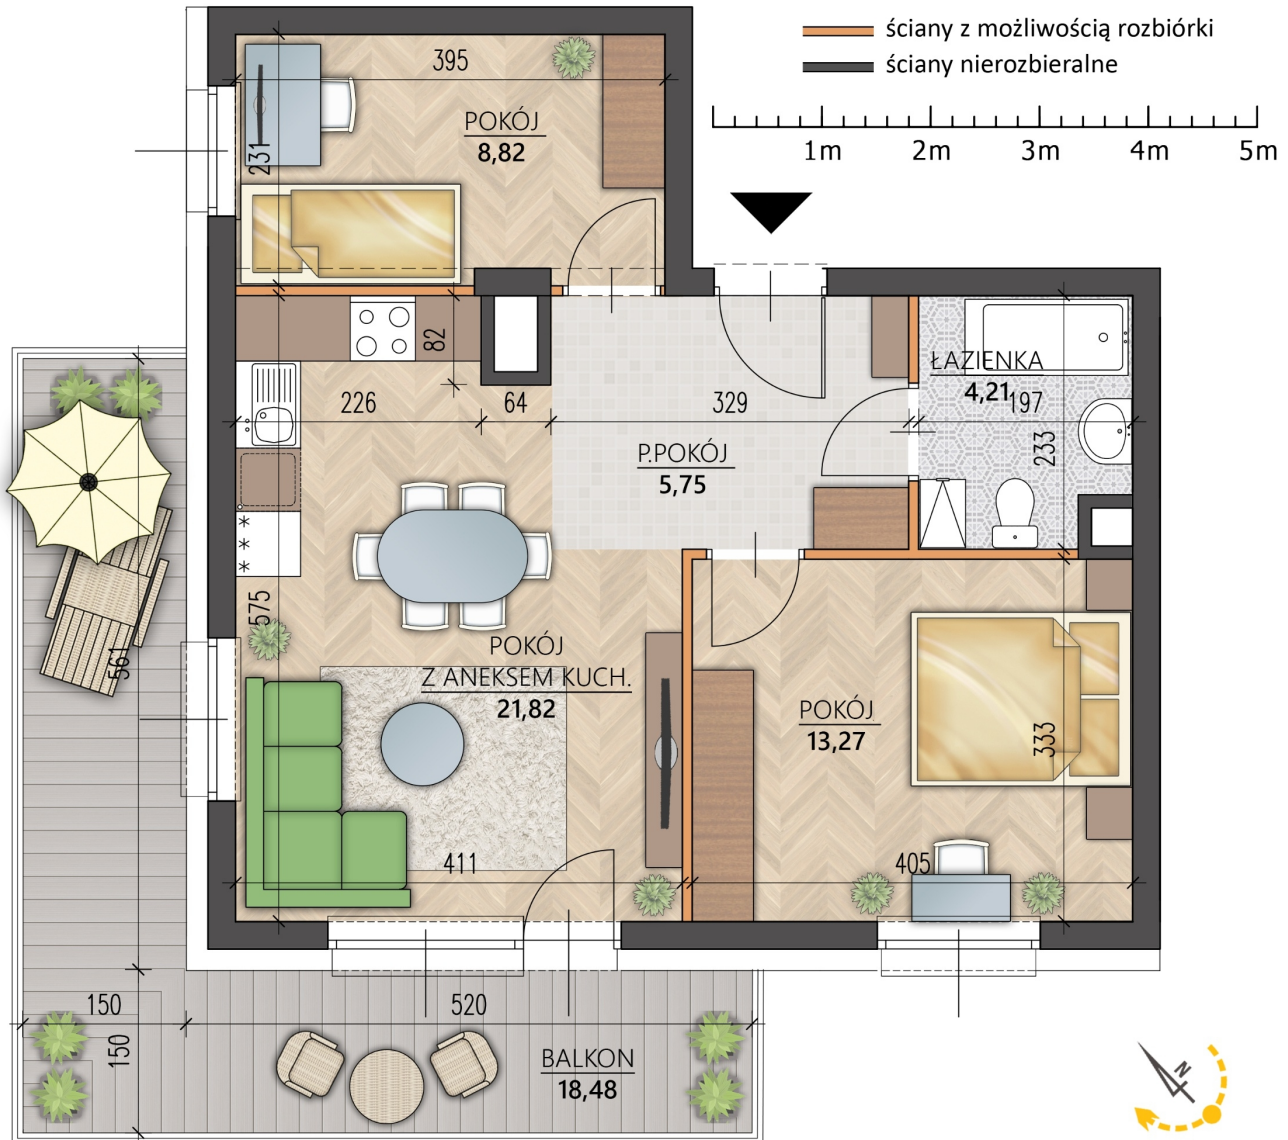 ściany z możliwością rozbiórki
ściany nierozbieralne
1m 2m 3m 4m 5m
395
POKÓJ
8,82
231
82
226
64
329
ŁAZIENKA
4,21
197
233
P.POKÓJ
5,75
*
*
*
575
561
POKÓJ
Z ANEKSEM KUCH.
21,82
POKÓJ
13,27
333
411
405
150
520
150
BALKON
18,48
N